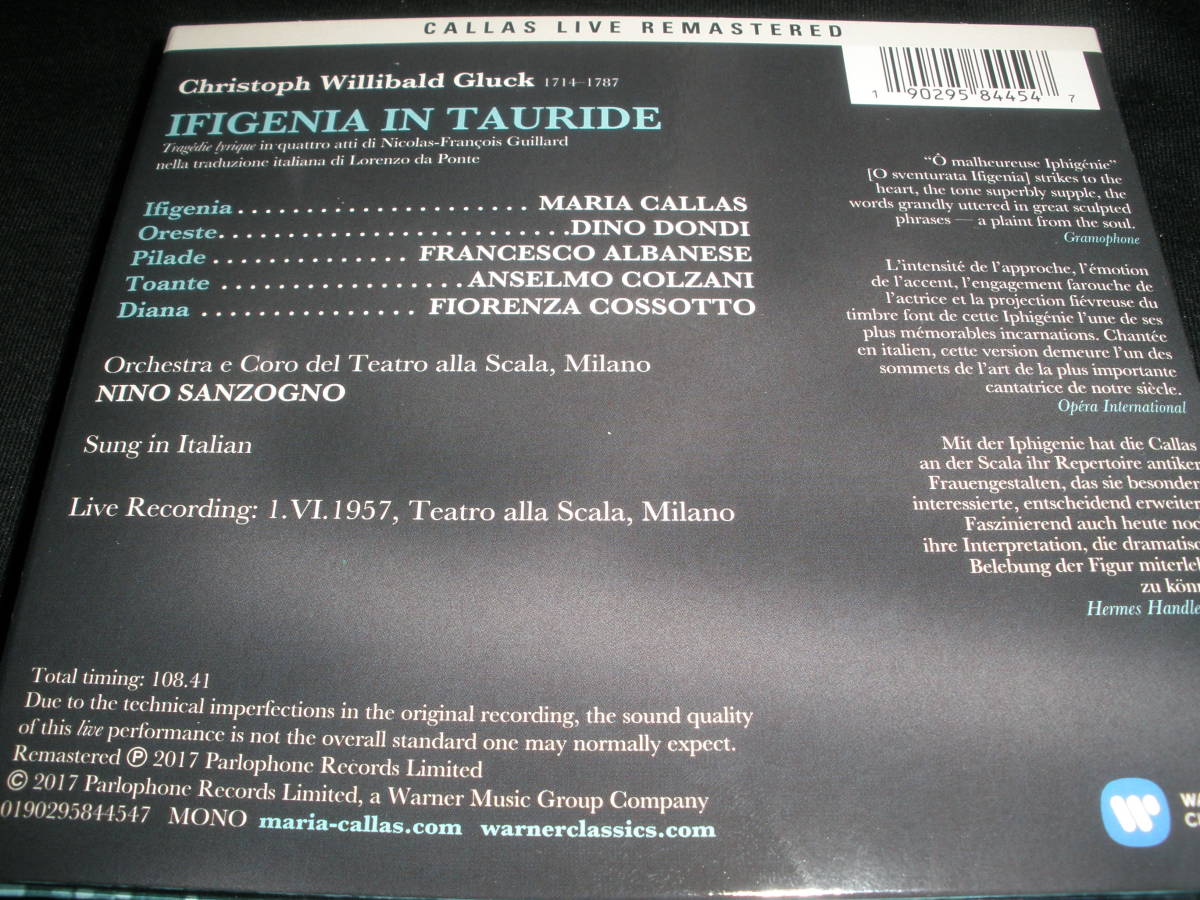 CALLAS LIVE REMASTERED
Christoph Willibald Gluck 1714–1787
IFIGENIA IN TAURIDE
Tragédie lyrique in quattro atti di Nicolas-François Guillard
nella traduzione italiana di Lorenzo da Ponte
Ifigenia ...................... MARIA CALLAS
Oreste........................... DINO DONDI
Pilade ............... FRANCESCO ALBANESE
Toante .................. ANSELMO COLZANI
Diana ................ FIORENZA COSSOTTO
Orchestra e Coro del Teatro alla Scala, Milano
NINO SANZOGNO
Sung in Italian
Live Recording: 1.VI.1957, Teatro alla Scala, Milano
Total timing: 108.41
Due to the technical imperfections in the original recording, the sound quality
of this live performance is not the overall standard one may normally expect.
Remastered ℗ 2017 Parlophone Records Limited
© 2017 Parlophone Records Limited, a Warner Music Group Company
0190295844547 MONO maria-callas.com warnerclassics.com
1 90295 84454 7
“Ô malheureuse Iphigénie”
[O sventurata Ifigenia] strikes to the
heart, the tone superbly supple, the
words grandly uttered in great sculpted
phrases — a plaint from the soul.
Gramophone
L'intensité de l'approche, l'émotion
de l'accent, l'engagement farouche de
l'actrice et la projection fiévreuse du
timbre font de cette Iphigénie l'une de ses
plus mémorables incarnations. Chantée
en italien, cette version demeure l'un des
sommets de l'art de la plus importante
cantatrice de notre siècle.
Opéra International
Mit der Iphigenie hat die Callas
an der Scala ihr Repertoire antiker
Frauengestalten, das sie besonder
interessierte, entscheidend erweiter
Faszinierend auch heute noc
ihre Interpretation, die dramatisc
Belebung der Figur miterleb
zu könn
Hermes Handle
WA
CL